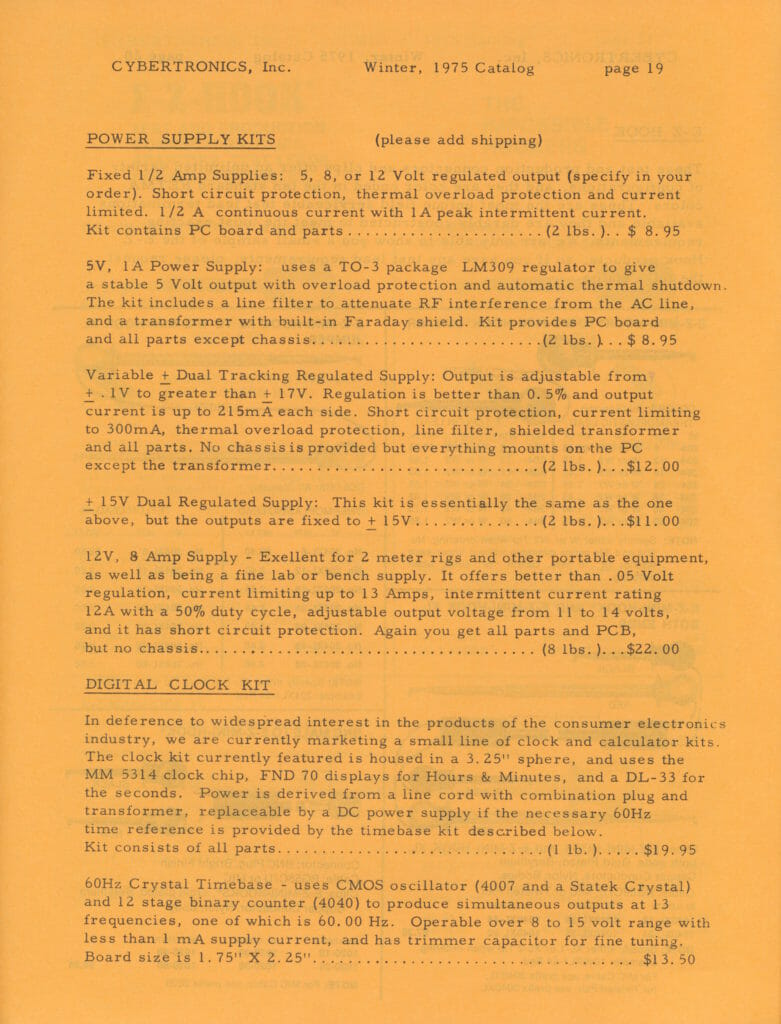 CYBERTRONICS, Inc. Winter, 1975 Catalog page 19
POWER SUPPLY KITS (please add shipping)
Fixed 1/2 Amp Supplies: 5, 8, or 12 Volt regulated output (specify in your
order). Short circuit protection, thermal overload protection and current
limited. 1/2 A continuous current with 1A peak intermittent current.
Kit contains PC board and parts ......................(2 lbs. ).. $ 8.95
5V, 1A Power Supply: uses a TO-3 package LM309 regulator to give
a stable 5 Volt output with overload protection and automatic thermal shutdown.
The kit includes a line filter to attenuate RF interference from the AC line,
and a transformer with built-in Faraday shield. Kit provides PC board
and all parts except chassis..........................(2 lbs. )...$ 8.95
Variable ± Dual Tracking Regulated Supply: Output is adjustable from
± .1V to greater than ± 17V. Regulation is better than 0.5% and output
current is up to 215mA each side. Short circuit protection, current limiting
to 300mA, thermal overload protection, line filter, shielded transformer
and all parts. No chassis is provided but everything mounts on the PC
except the transformer..............................(2 lbs. )...$12.00
± 15V Dual Regulated Supply: This kit is essentially the same as the one
above, but the outputs are fixed to ± 15V..............(2 lbs. )...$11.00
12V, 8 Amp Supply - Exellent for 2 meter rigs and other portable equipment,
as well as being a fine lab or bench supply. It offers better than .05 Volt
regulation, current limiting up to 13 Amps, intermittent current rating
12A with a 50% duty cycle, adjustable output voltage from 11 to 14 volts,
and it has short circuit protection. Again you get all parts and PCB,
but no chassis...................................... (8 lbs. )...$22.00
DIGITAL CLOCK KIT
In deference to widespread interest in the products of the consumer electronics
industry, we are currently marketing a small line of clock and calculator kits.
The clock kit currently featured is housed in a 3.25" sphere, and uses the
MM 5314 clock chip, FND 70 displays for Hours & Minutes, and a DL-33 for
the seconds. Power is derived from a line cord with combination plug and
transformer, replaceable by a DC power supply if the necessary 60Hz
time reference is provided by the timebase kit described below.
Kit consists of all parts..............................(1 lb. ).....$19.95
60Hz Crystal Timebase - uses CMOS oscillator (4007 and a Statek Crystal)
and 12 stage binary counter (4040) to produce simultaneous outputs at 13
frequencies, one of which is 60.00 Hz. Operable over 8 to 15 volt range with
less than 1 mA supply current, and has trimmer capacitor for fine tuning.
Board size is 1.75" X 2.25".................................... $13.50